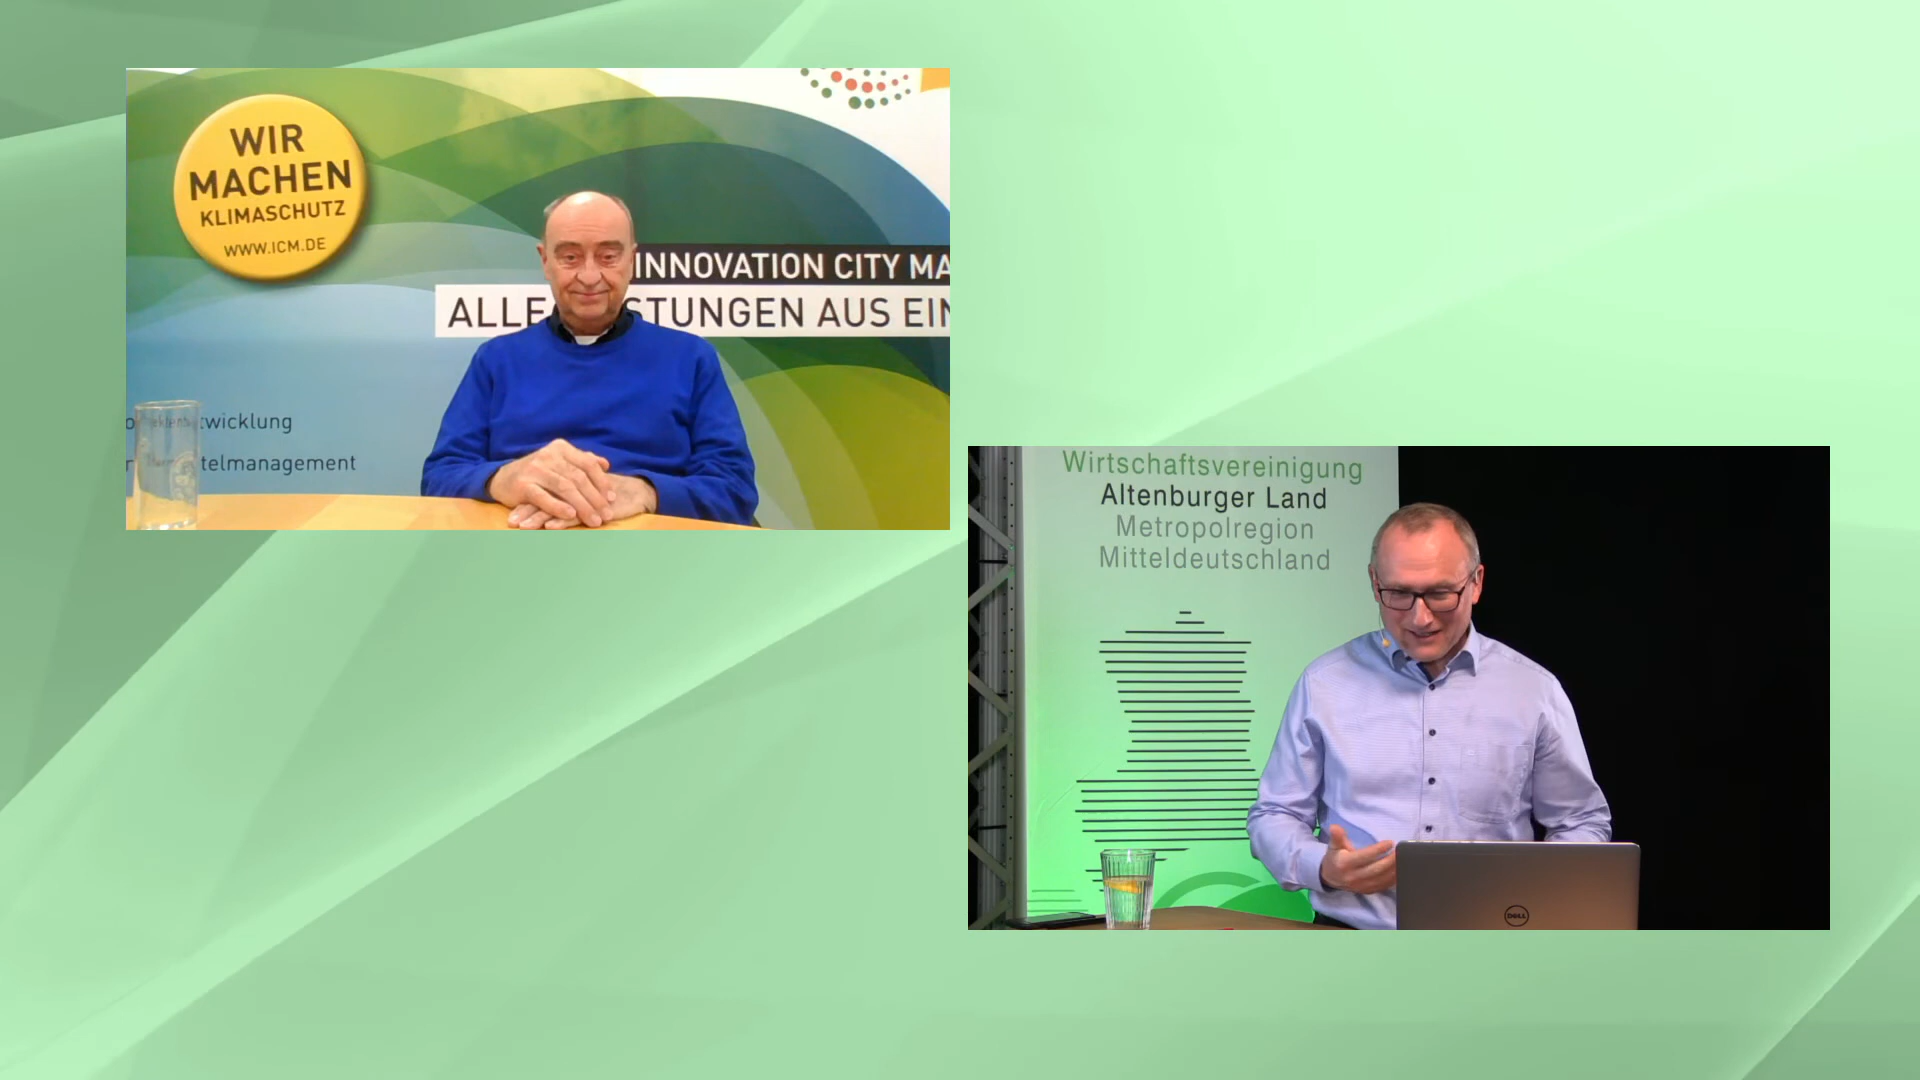 WIR
MACHEN
KLIMASCHUTZ
WWW.ICM.DE
INNOVATION CITY MA
ALLE STUNGEN AUS EIN
twicklung
telmanagement
Wirtschaftsvereinigung
Altenburger Land
Metropolregion
Mitteldeutschland
DELL